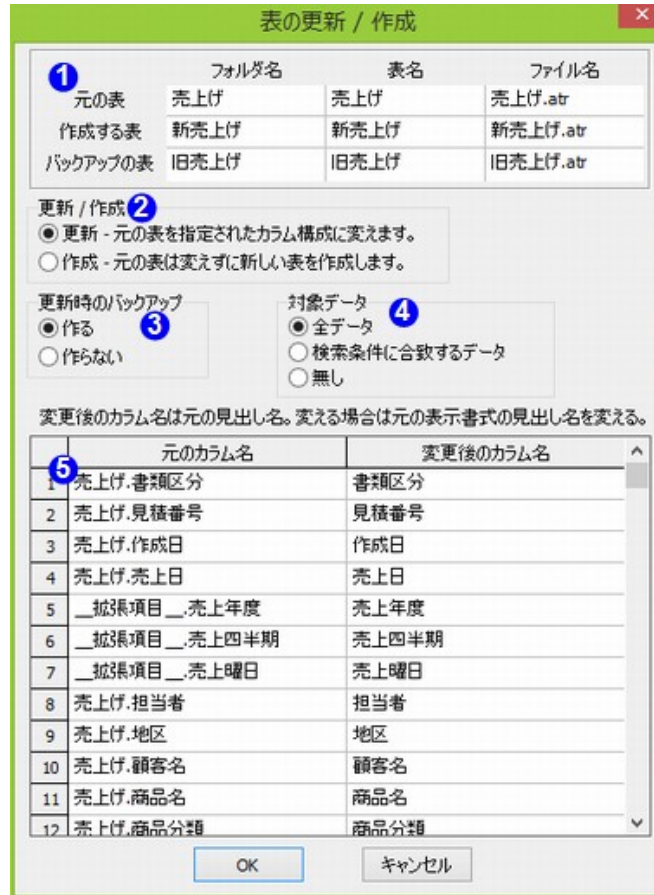 表の更新 / 作成
1 フォルダ名 表名 ファイル名
元の表 売上げ 売上げ 売上げ.atr
作成する表 新売上げ 新売上げ 新売上げ.atr
バックアップの表 旧売上げ 旧売上げ 旧売上げ.atr
更新 / 作成 2
更新 - 元の表を指定されたカラム構成に変えます。
作成 - 元の表は変えずに新しい表を作成します。
更新時のバックアップ 3
作る
作らない
対象データ 4
全データ
検索条件に合致するデータ
無し
変更後のカラム名は元の見出し名。変える場合は元の表示書式の見出し名を変える。
5 元のカラム名 変更後のカラム名
1 売上げ.書類区分 書類区分
2 売上げ.見積番号 見積番号
3 売上げ.作成日 作成日
4 売上げ.売上日 売上日
5 __拡張項目__.売上年度 売上年度
6 __拡張項目__.売上四半期 売上四半期
7 __拡張項目__.売上曜日 売上曜日
8 売上げ.担当者 担当者
9 売上げ.地区 地区
10 売上げ.顧客名 顧客名
11 売上げ.商品名 商品名
12 売上げ.商品分類 商品分類
OK キャンセル